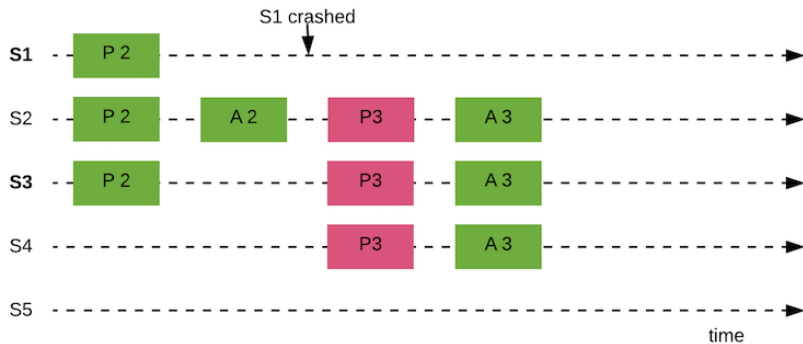 S1 crashed
S1 P 2
S2 P 2 A 2 P3 A 3
S3 P 2 P3 A 3
S4 P3 A 3
S5
time